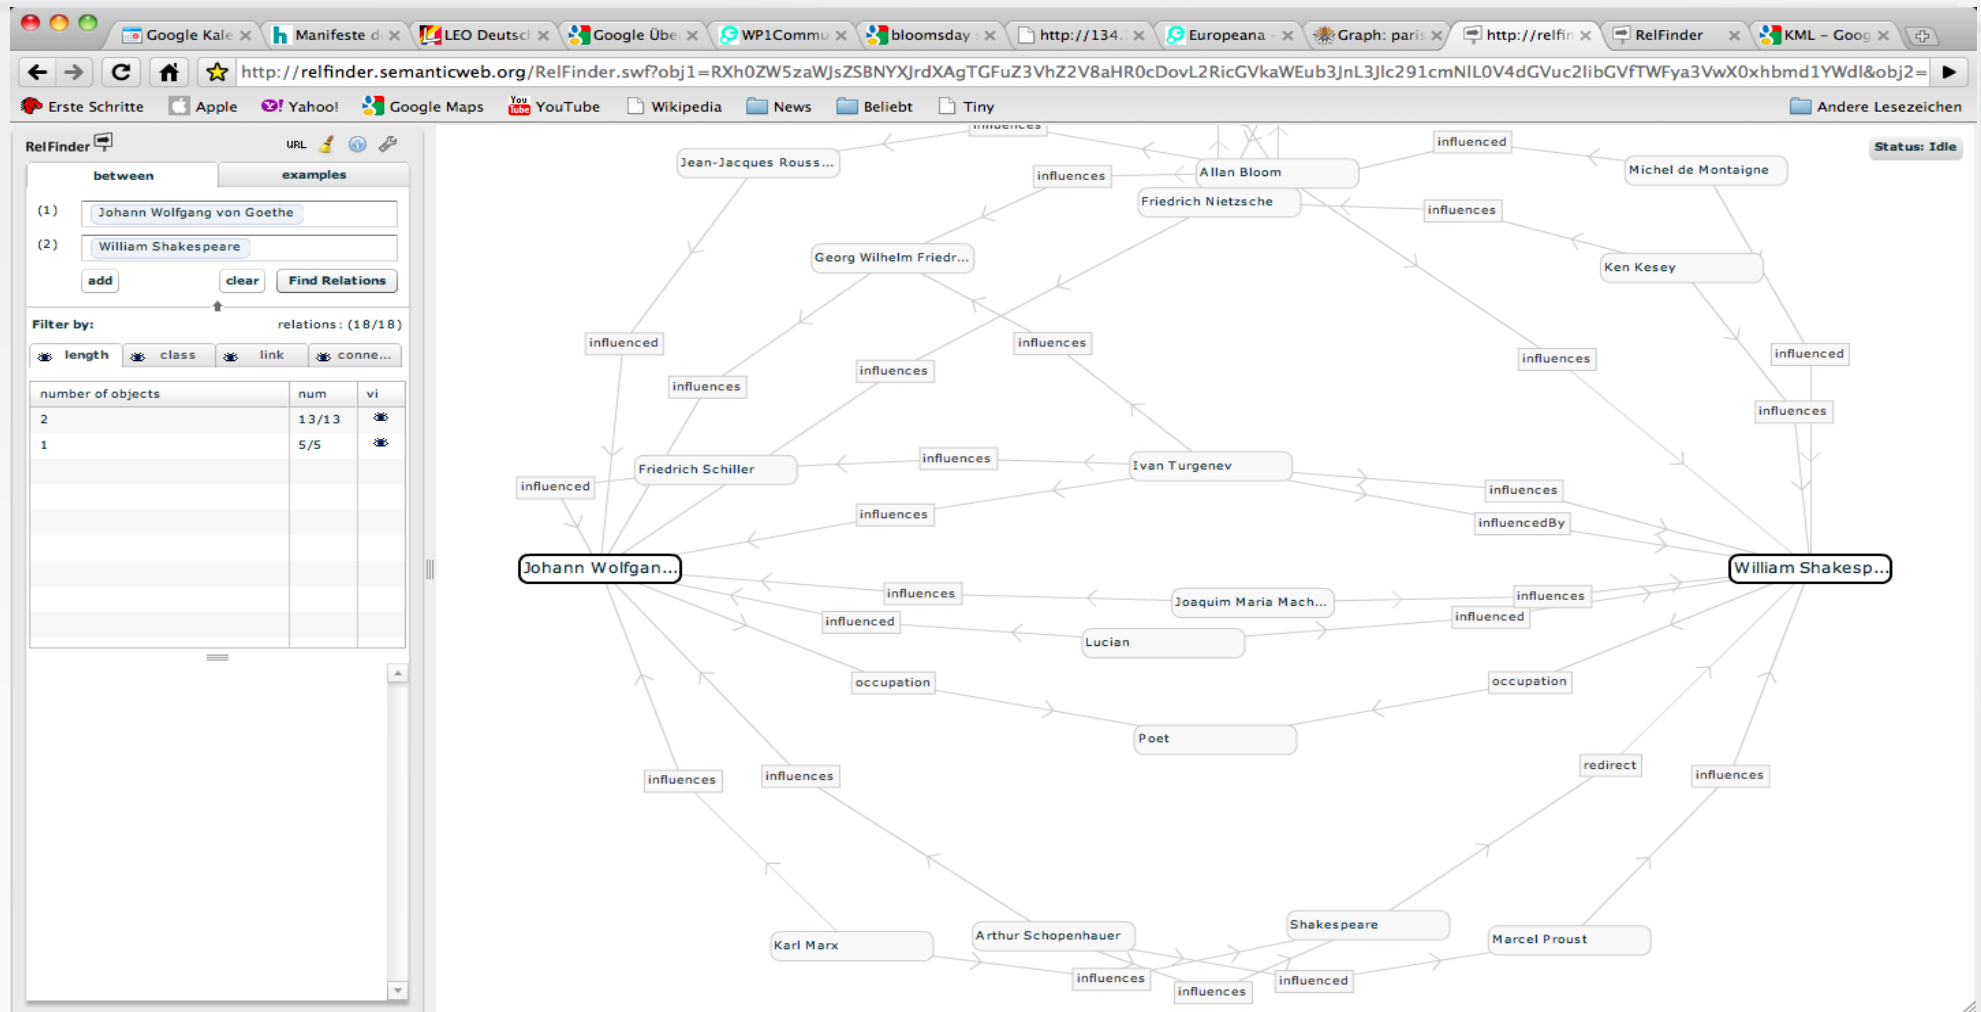 Google Kale
Manifeste d
LEO Deutsch
Google Übe
WP1Commu
bloomsday
http://134.
Europeana -
Graph: paris
http://relfin
RelFinder
KML – Goog
http://relfinder.semanticweb.org/RelFinder.swf?obj1=RXh0ZW5zaWJsZSBNYXJrdXAgTGFuZ3VhZ2V8aHR0cDovL2RicGVkaWEub3JnL3Jlc291cmNlL0V4dGVuc2libGVfTWFya3VwX0xhbmd1YWdl&obj2=
Erste Schritte
Apple
Yahoo!
Google Maps
You Tube YouTube
Wikipedia
News
Beliebt
Tiny
Andere Lesezeichen
RelFinder
URL
between
examples
(1)
Johann Wolfgang von Goethe
(2)
William Shakespeare
add
clear
Find Relations
Filter by:
relations: (18/18)
length
class
link
conne...
number of objects
num
vi
2
13/13
1
5/5
Status: Idle
influences
influenced
Jean-Jacques Rouss...
Allan Bloom
Michel de Montaigne
influences
Friedrich Nietzsche
influences
Georg Wilhelm Friedr...
Ken Kesey
influenced
influences
influences
influenced
influences
influences
influences
influences
Friedrich Schiller
influences
Ivan Turgenev
influenced
influences
influences
influencedBy
Johann Wolfgan...
William Shakesp...
influences
Joaquim Maria Mach...
influences
influenced
influenced
Lucian
occupation
occupation
Poet
influences
influences
redirect
influences
Karl Marx
Arthur Schopenhauer
Shakespeare
Marcel Proust
influences
influences
influenced